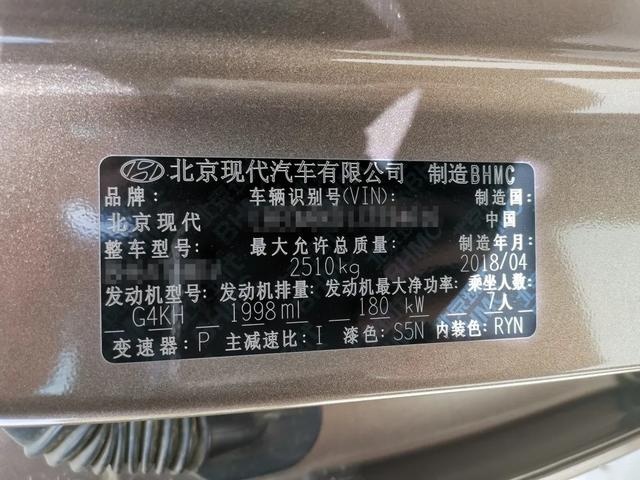 北京现代汽车有限公司 制造BHMC
品牌: 车辆识别号(VIN): 制造国:
北京现代 中国
整车型号: 最大允许总质量: 制造年月:
2510kg 2018/04
发动机型号: 发动机排量: 发动机最大净功率: 乘坐人数:
G4KH 1998ml 180 kW 7人
变速器: P 主减速比: I 漆色: S5N 内装色: RYN